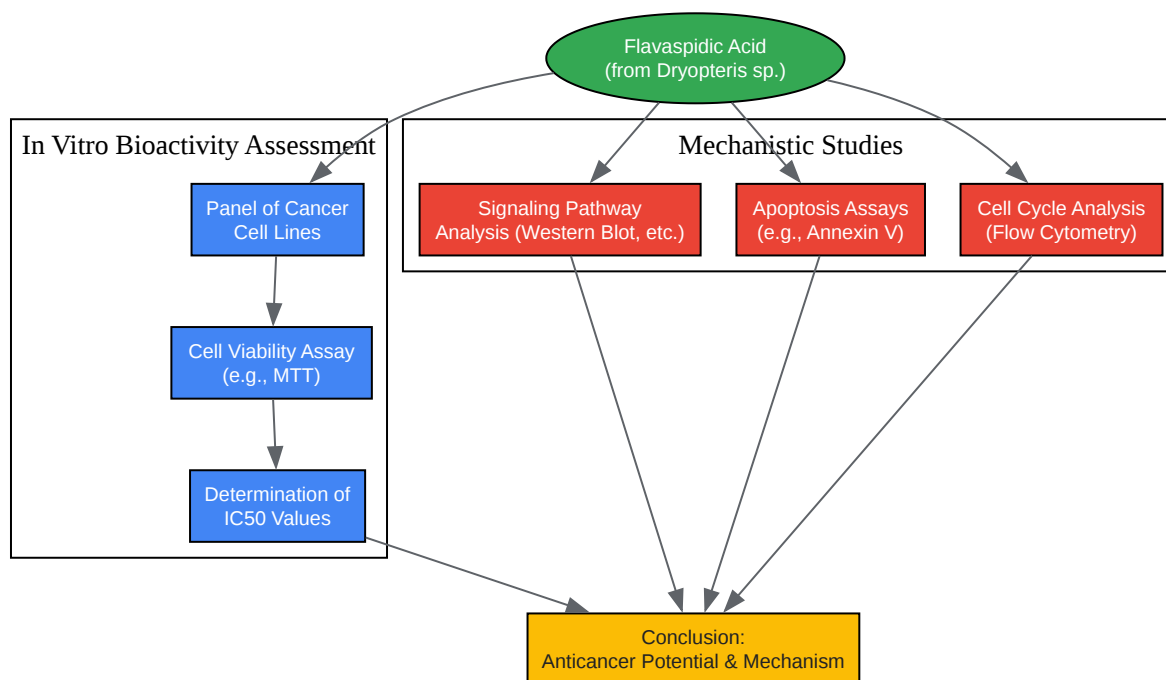 Flavaspidic Acid
(from Dryopteris sp.)
In Vitro Bioactivity Assessment
Mechanistic Studies
Panel of Cancer
Cell Lines
Signaling Pathway
Analysis (Western Blot, etc.)
Apoptosis Assays
(e.g., Annexin V)
Cell Cycle Analysis
(Flow Cytometry)
Cell Viability Assay
(e.g., MTT)
Determination of
IC50 Values
Conclusion:
Anticancer Potential & Mechanism